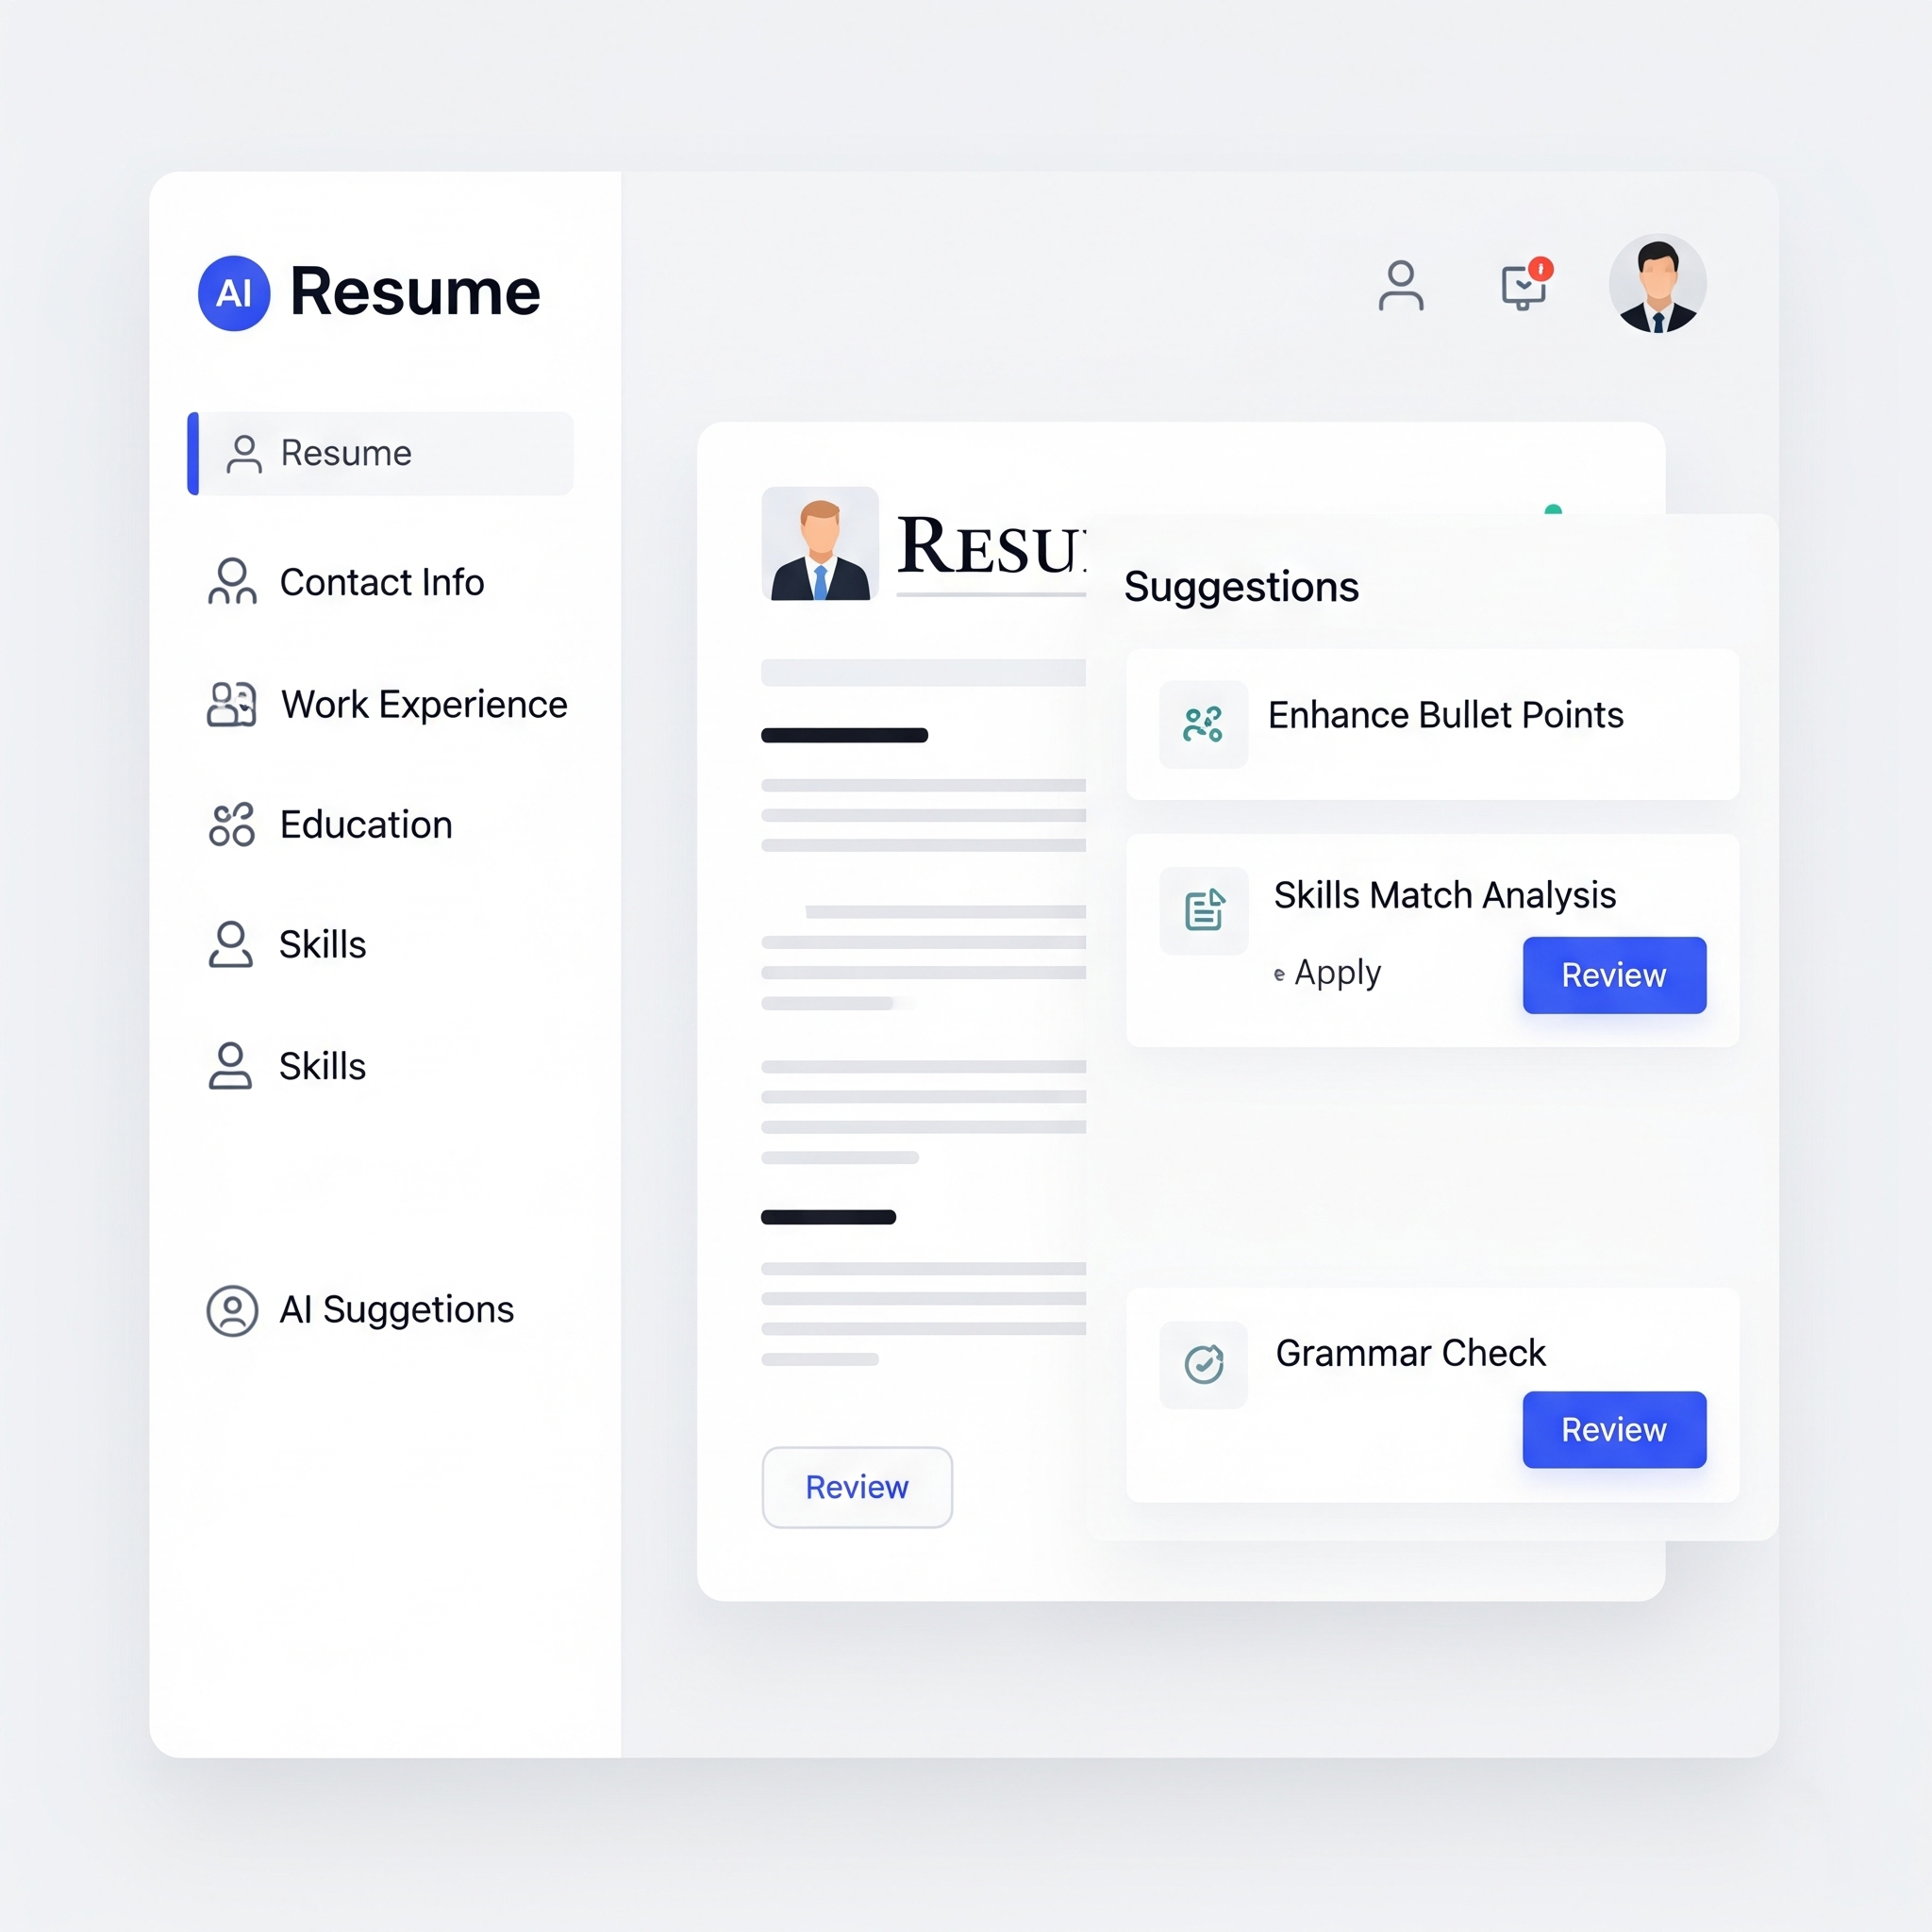 AI Resume
Resume
Contact Info
Work Experience
Education
Skills
Skills
AI Suggetions
RESU
Review
Suggestions
Enhance Bullet Points
Skills Match Analysis
e Apply
Review
Grammar Check
Review